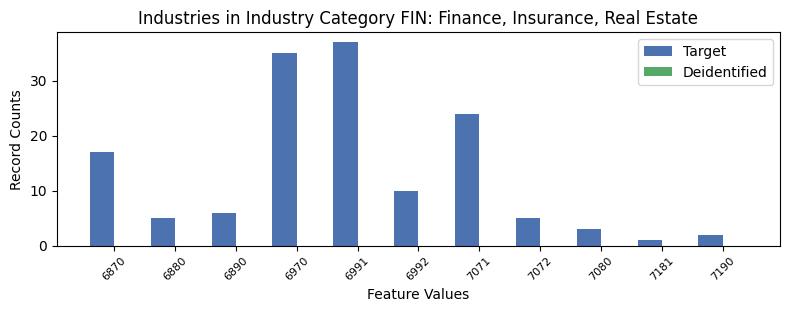 Industries in Industry Category FIN: Finance, Insurance, Real Estate
Target
Deidentified
Record Counts
30
20
10
0
6870 6880 6890 6970 6991 6992 7071 7072 7080 7181 7190
Feature Values